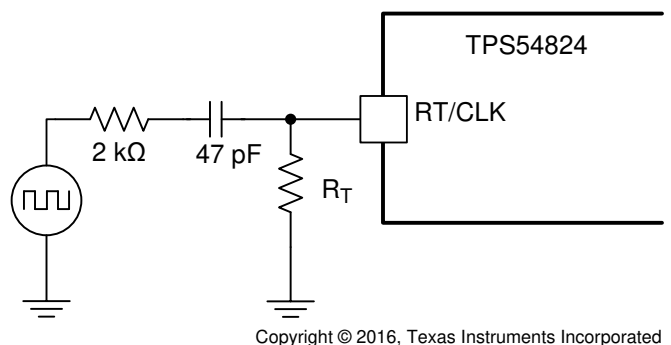 TPS54824
RT/CLK
2 kΩ
47 pF
RT
Copyright © 2016, Texas Instruments Incorporated